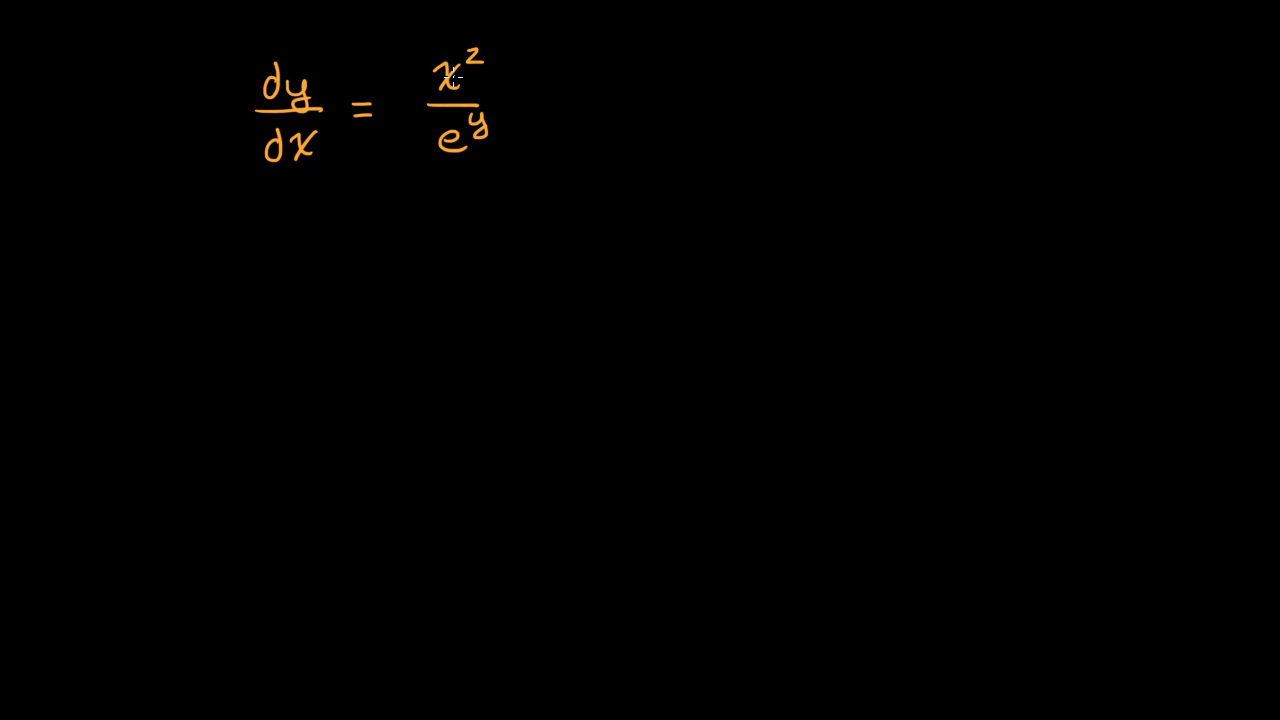 dy/dx = x²/e^y